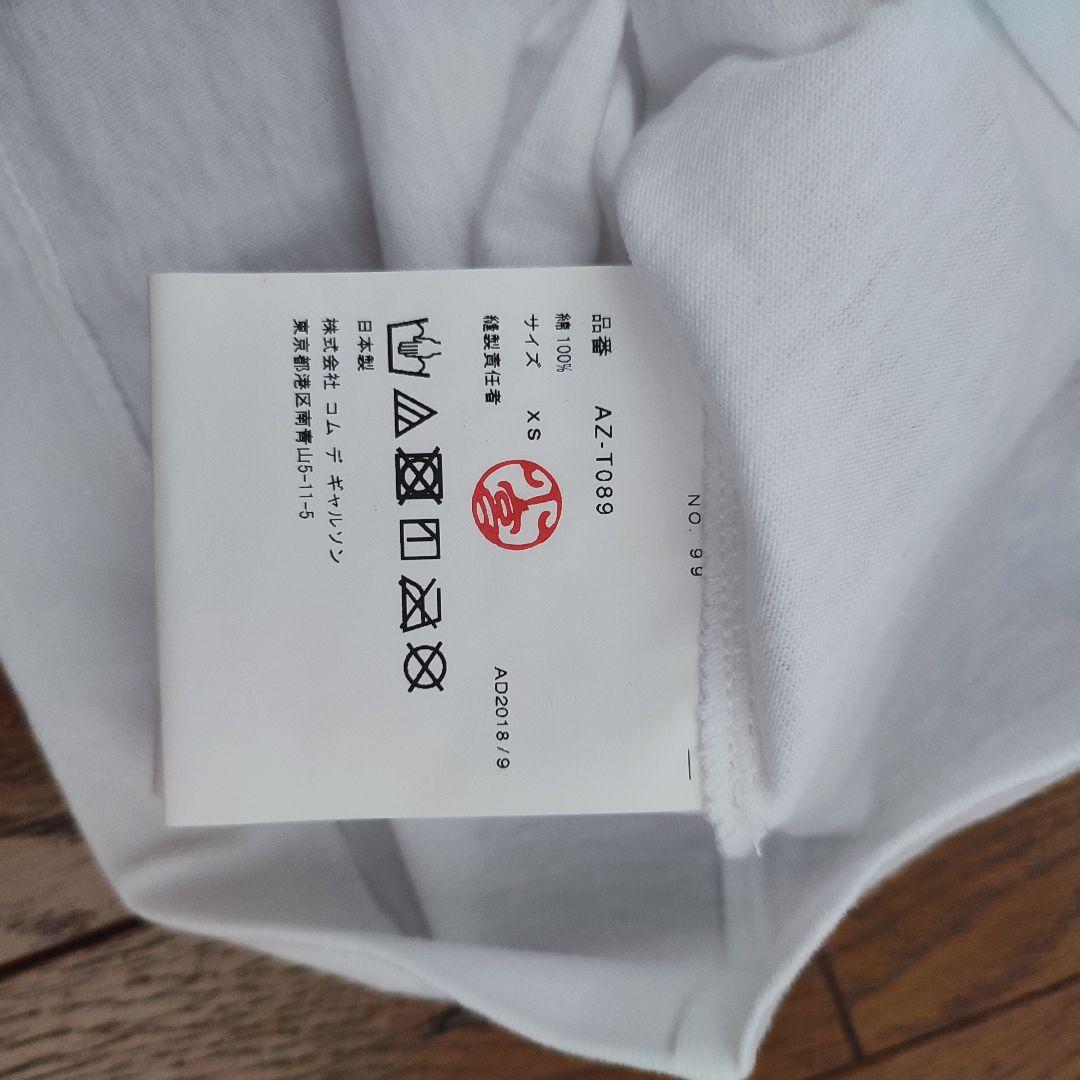 NO. 99
品番 AZ-T089
綿 100%
サイズ XS
縫製責任者
AD2018 / 9
日本製
株式会社 コム デ ギャルソン
東京都港区南青山5-11-5